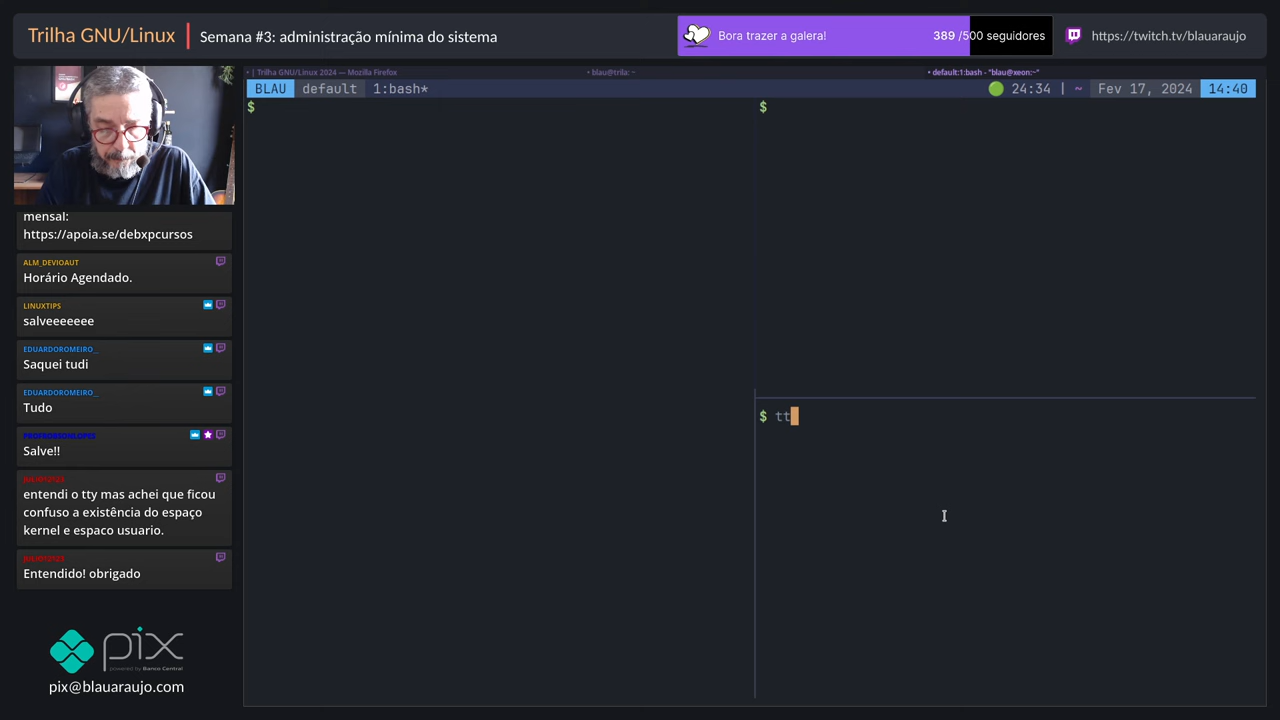 Trilha GNU/Linux
Semana #3: administração mínima do sistema
Bora trazer a galera!
389 /500 seguidores
https://twitch.tv/blauaraujo
• | Trilha GNU/Linux 2024 — Mozilla Firefox
• blau@trila: ~
• default:1:bash - "blau@xeon:~"
BLAU default 1:bash*
24:34 | ~ Fev 17, 2024 14:40
$
$
$ tt
mensal:
https://apoia.se/debxpcursos
ALM_DEVIOAUT
Horário Agendado.
LINUXTIPS
salveeeeeee
EDUARDOROMEIRO_
Saquei tudi
EDUARDOROMEIRO_
Tudo
Salve!!
entendi o tty mas achei que ficou
confuso a existência do espaço
kernel e espaco usuario.
Entendido! obrigado
pix
powered by Banco Central
pix@blauaraujo.com